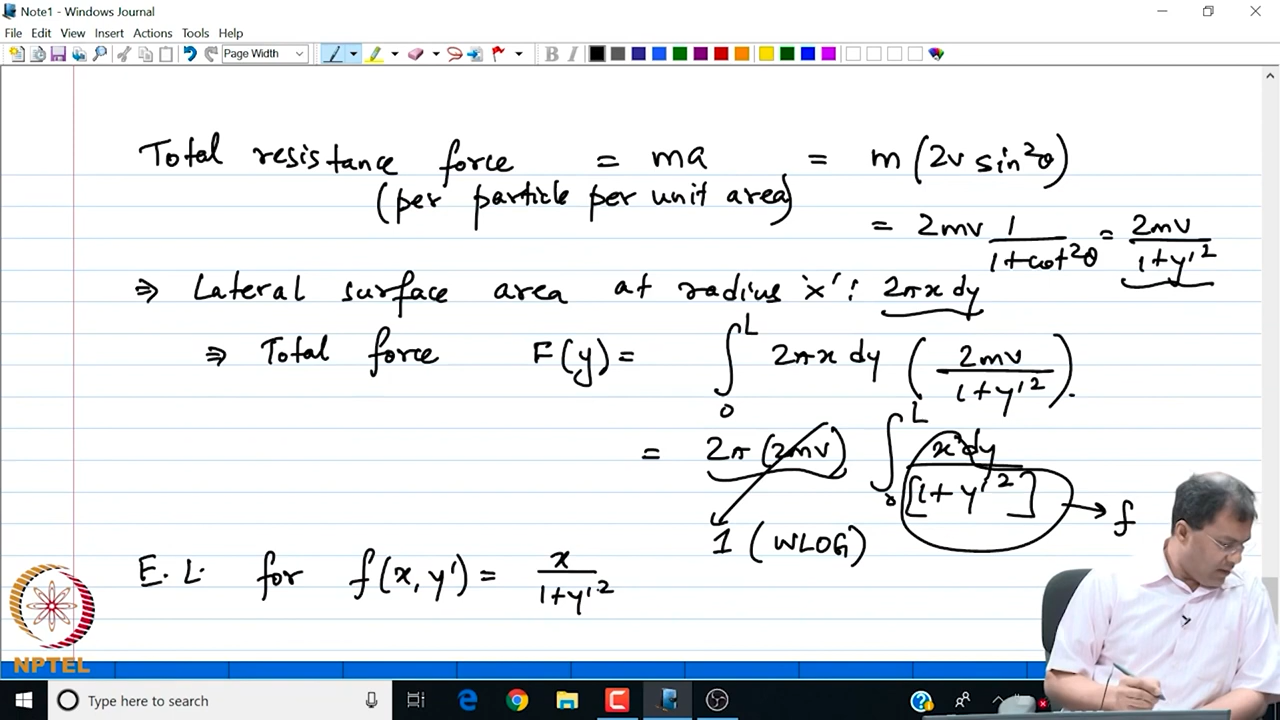 Note1 - Windows Journal
File Edit View Insert Actions Tools Help
Page Width B I
Total resistance force = ma = m (2v sin²θ)
(per particle per unit area)
= 2mv 1/(1+cot²θ) = 2mv/(1+y'²)
⇒ Lateral surface area at radius 'x' : 2πx dy
⇒ Total force F(y) = ∫₀ᴸ 2πx dy (2mv/(1+y'²)).
= 2π (2mv) ∫₀ᴸ x dy/[1+y'²] → f
1 (WLOG)
E.L. for f(x, y') = x/(1+y'²)
NPTEL
Type here to search